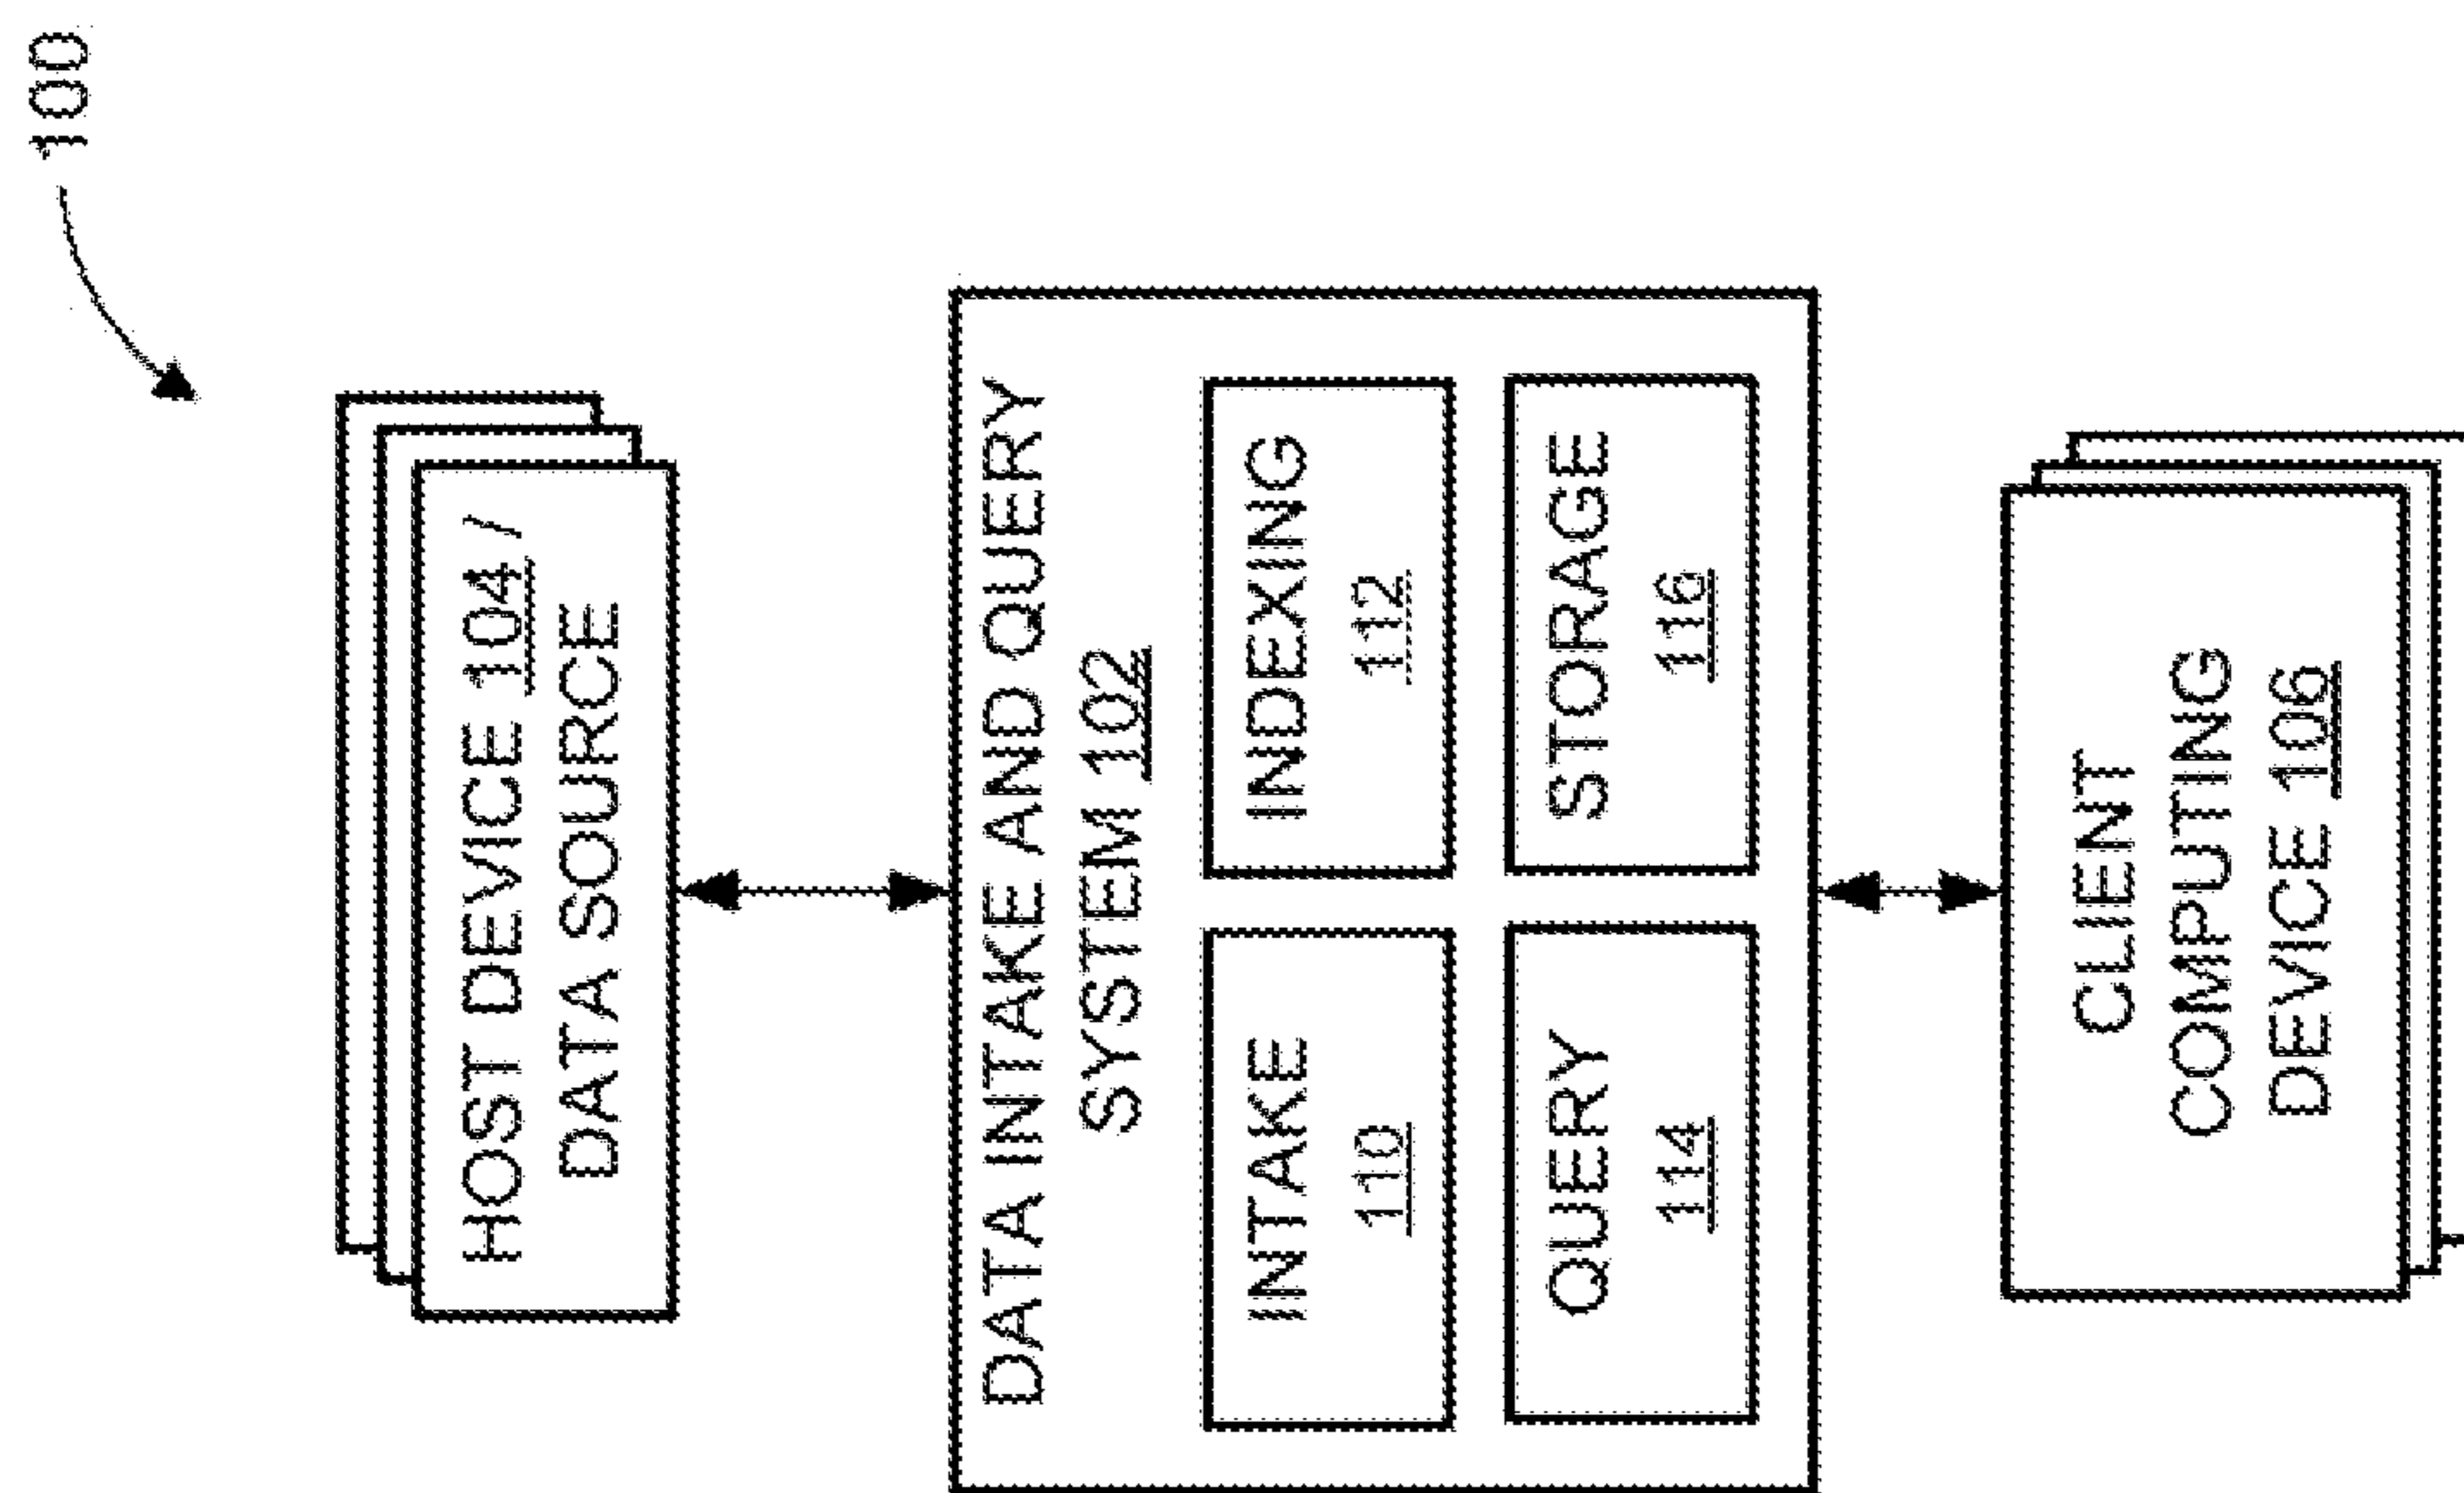 100
HOST DEVICE 104 /
DATA SOURCE
DATA INTAKE AND QUERY
SYSTEM 102
INTAKE
110
INDEXING
112
QUERY
114
STORAGE
116
CLIENT
COMPUTING
DEVICE 106